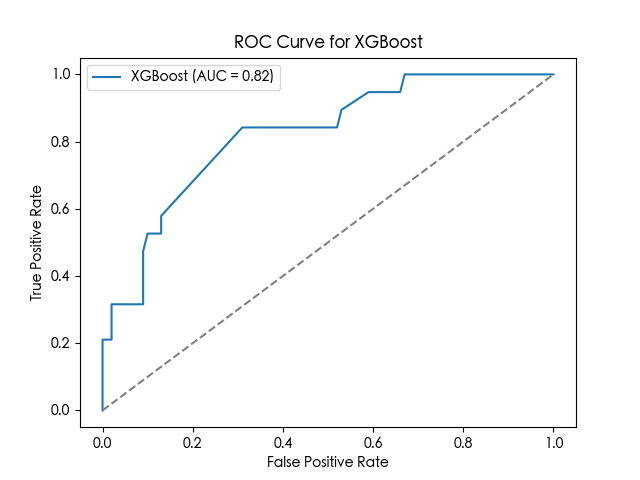 ROC Curve for XGBoost
XGBoost (AUC = 0.82)
1.0
0.8
0.6
0.4
0.2
0.0
True Positive Rate
0.0 0.2 0.4 0.6 0.8 1.0
False Positive Rate